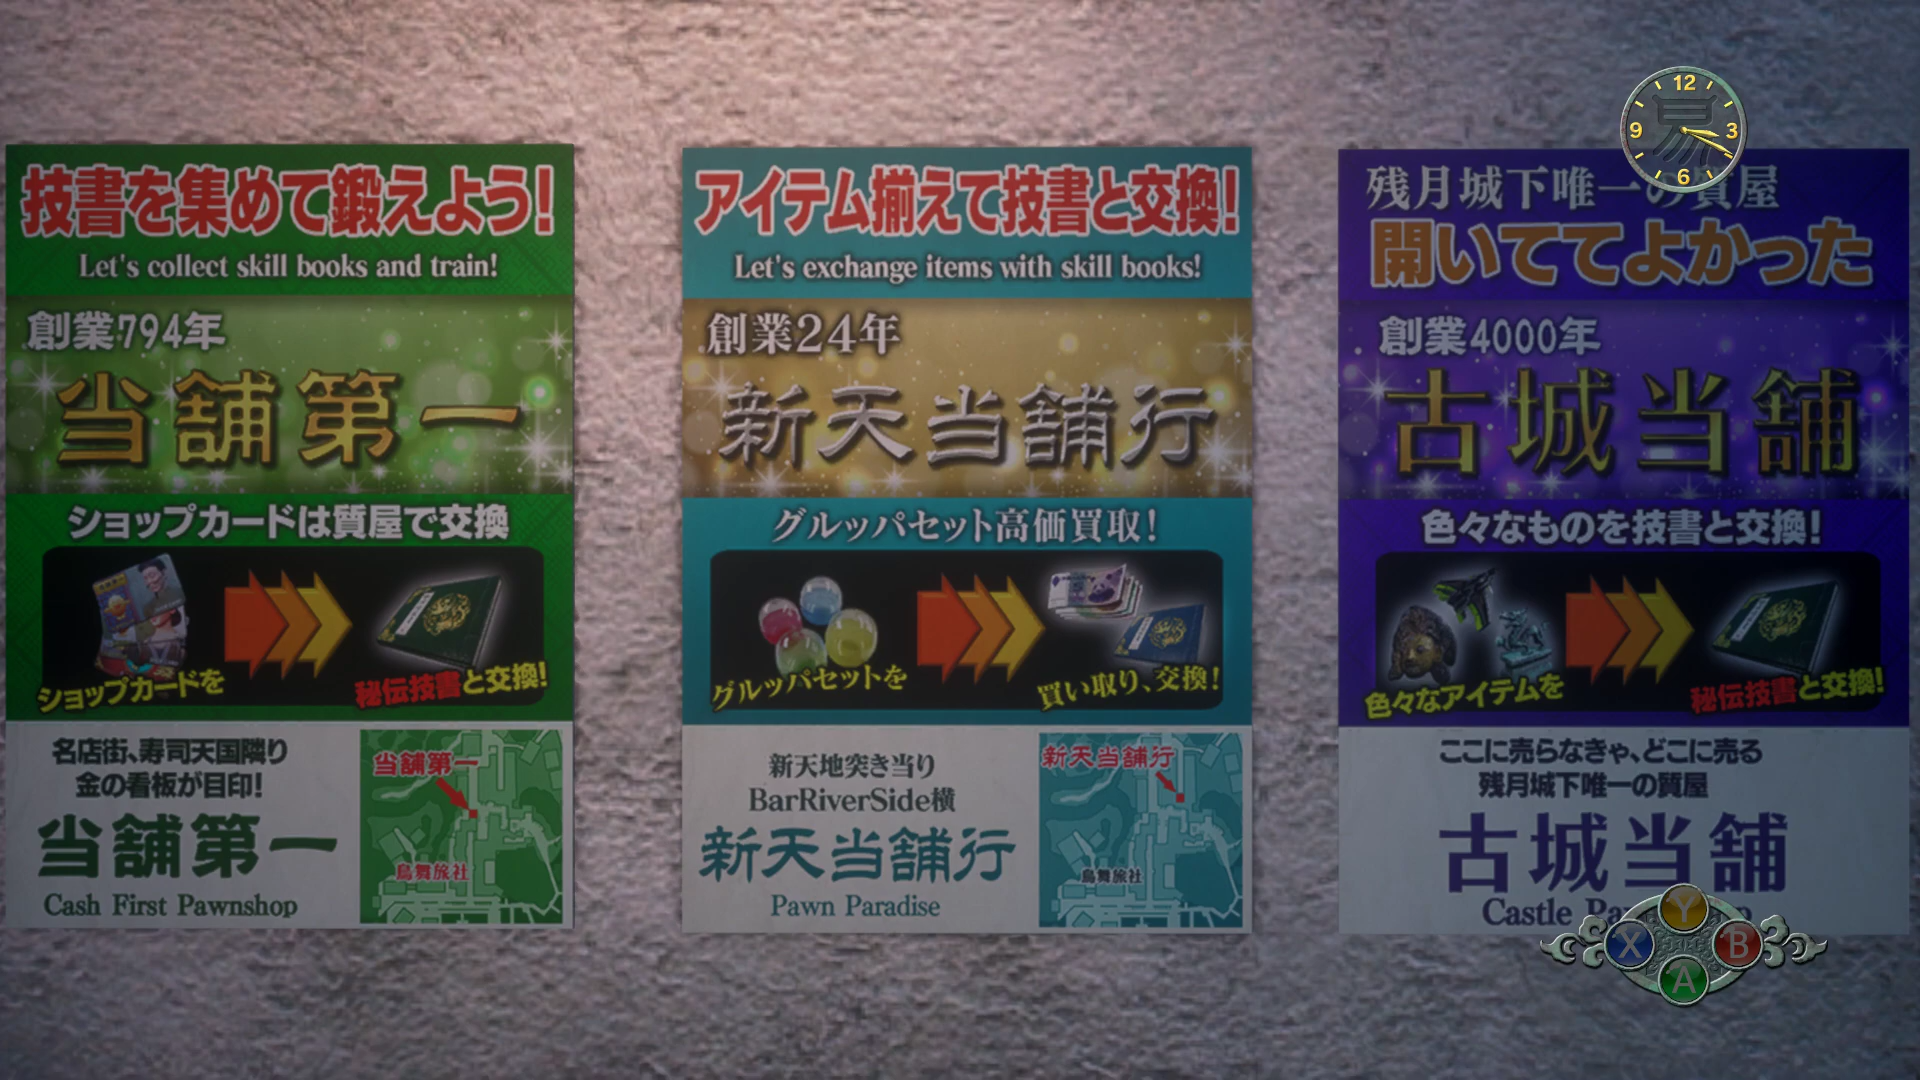 技書を集めて鍛えよう!
Let's collect skill books and train!
創業794年
当舗第一
ショップカードは質屋で交換
ショップカードを
秘伝技書と交換!
名店街、寿司天国隣り
金の看板が目印!
当舗第一
Cash First Pawnshop
当舗第一
鳥舞旅社
アイテム揃えて技書と交換!
Let's exchange items with skill books!
創業24年
新天当舗行
グルッパセット高価買取!
グルッパセットを
買い取り、交換!
新天地突き当り
BarRiverSide横
新天当舗行
Pawn Paradise
新天当舗行
鳥舞旅社
残月城下唯一の質屋
開いててよかった
創業4000年
古城当舗
色々なものを技書と交換!
色々なアイテムを
秘伝技書と交換!
ここに売らなきゃ、どこに売る
残月城下唯一の質屋
古城当舗
Castle
12
3
6
9
易
Y
X
B
A